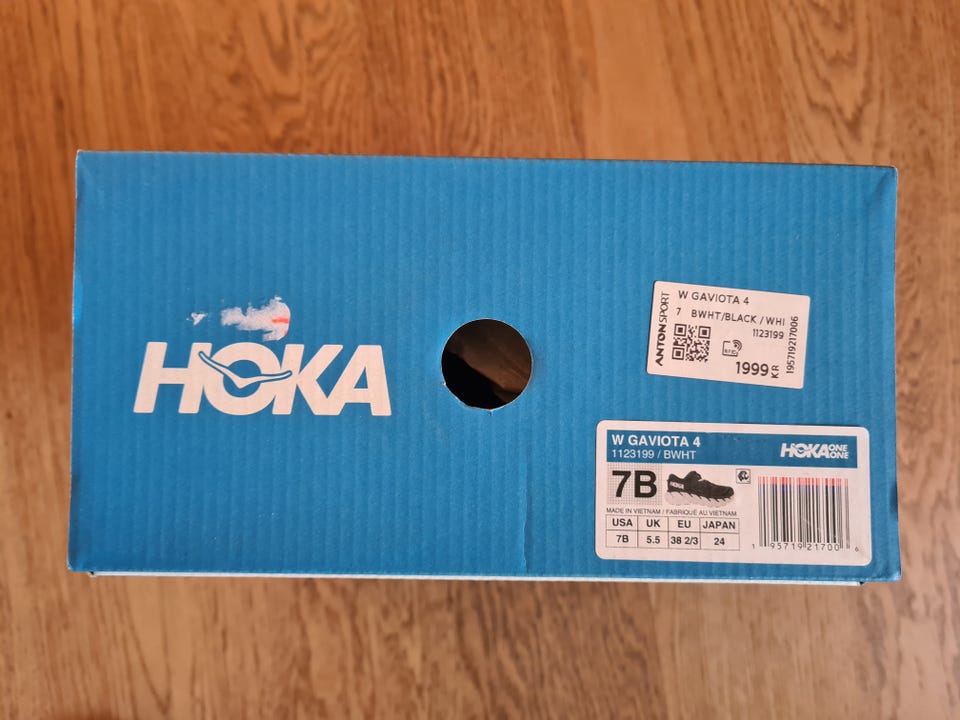 HOKA
ANTON SPORT
W GAVIOTA 4
7 BWHT/BLACK / WHI
1123199
RFID
1999 KR
195719217006
W GAVIOTA 4
1123199 / BWHT
HOKA ONE ONE
7B
HOKA
MADE IN VIETNAM / FABRIQUÉ AU VIETNAM
USA UK EU JAPAN
7B 5.5 38 2/3 24
1 95719 21700 6